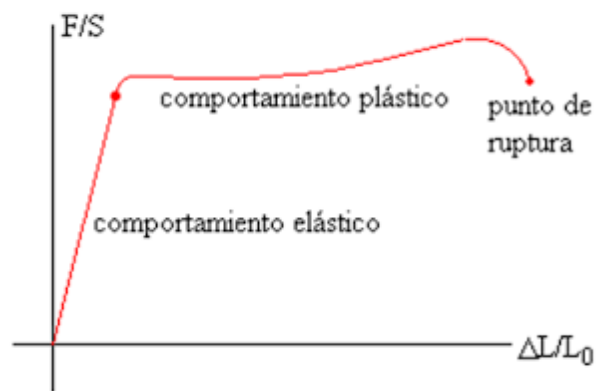 F/S
comportamiento plástico
punto de
ruptura
comportamiento elástico
ΔL/L₀